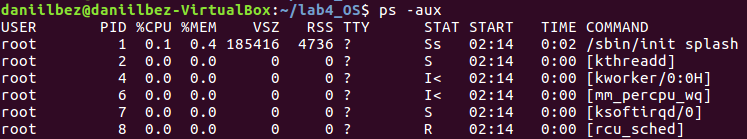 daniilbez@daniilbez-VirtualBox:~/lab4_OS$ ps -aux
USER PID %CPU %MEM VSZ RSS TTY STAT START TIME COMMAND
root 1 0.1 0.4 185416 4736 ? Ss 02:14 0:02 /sbin/init splash
root 2 0.0 0.0 0 0 ? S 02:14 0:00 [kthreadd]
root 4 0.0 0.0 0 0 ? I< 02:14 0:00 [kworker/0:0H]
root 6 0.0 0.0 0 0 ? I< 02:14 0:00 [mm_percpu_wq]
root 7 0.0 0.0 0 0 ? S 02:14 0:00 [ksoftirqd/0]
root 8 0.0 0.0 0 0 ? R 02:14 0:00 [rcu_sched]